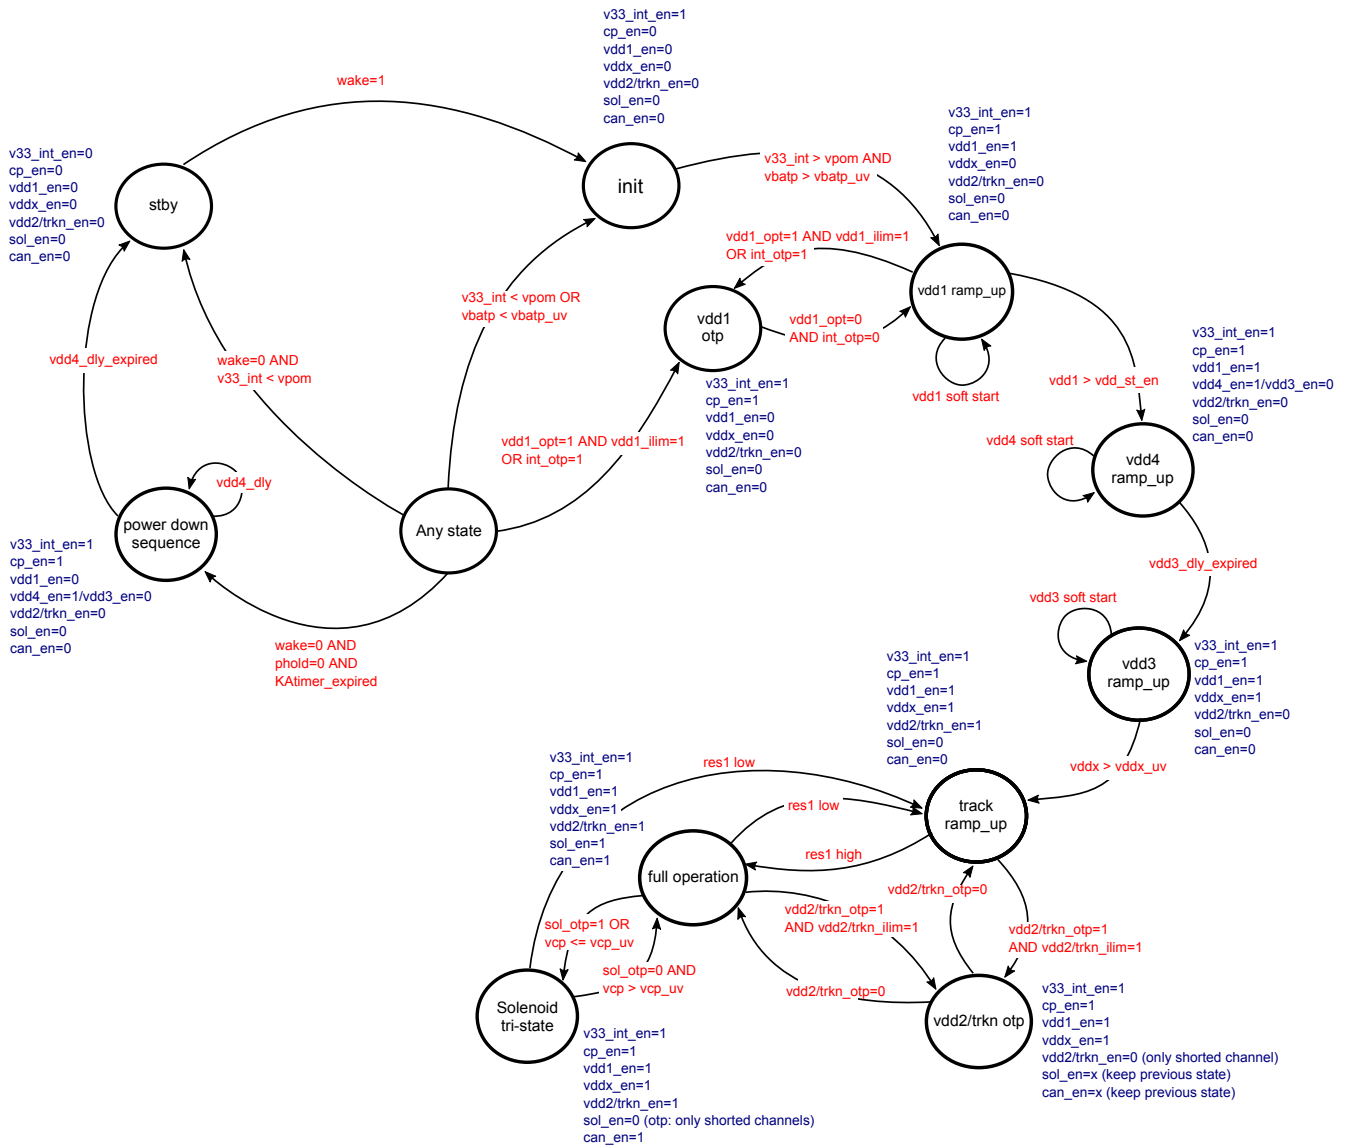 v33_int_en=1
cp_en=0
vdd1_en=0
vddx_en=0
vdd2/trkn_en=0
sol_en=0
can_en=0
wake=1
init
v33_int_en=0
cp_en=0
vdd1_en=0
vddx_en=0
vdd2/trkn_en=0
sol_en=0
can_en=0
stby
v33_int > vpom AND
vbatp > vbatp_uv
v33_int_en=1
cp_en=1
vdd1_en=1
vddx_en=0
vdd2/trkn_en=0
sol_en=0
can_en=0
vdd1 ramp_up
vdd1_opt=1 AND vdd1_ilim=1
OR int_otp=1
vdd1_opt=0
AND int_otp=0
vdd1
otp
v33_int_en=1
cp_en=1
vdd1_en=0
vddx_en=0
vdd2/trkn_en=0
sol_en=0
can_en=0
vdd1 soft start
v33_int < vpom OR
vbatp < vbatp_uv
vdd4_dly_expired
wake=0 AND
v33_int < vpom
vdd1_opt=1 AND vdd1_ilim=1
OR int_otp=1
vdd1 > vdd_st_en
v33_int_en=1
cp_en=1
vdd1_en=1
vdd4_en=1/vdd3_en=0
vdd2/trkn_en=0
sol_en=0
can_en=0
vdd4 soft start
vdd4
ramp_up
vdd4_dly
power down
sequence
Any state
v33_int_en=1
cp_en=1
vdd1_en=0
vdd4_en=1/vdd3_en=0
vdd2/trkn_en=0
sol_en=0
can_en=0
wake=0 AND
phold=0 AND
KAtimer_expired
vdd3_dly_expired
vdd3 soft start
vdd3
ramp_up
v33_int_en=1
cp_en=1
vdd1_en=1
vddx_en=1
vdd2/trkn_en=0
sol_en=0
can_en=0
v33_int_en=1
cp_en=1
vdd1_en=1
vddx_en=1
vdd2/trkn_en=1
sol_en=0
can_en=0
vddx > vddx_uv
track
ramp_up
v33_int_en=1
cp_en=1
vdd1_en=1
vddx_en=1
vdd2/trkn_en=1
sol_en=1
can_en=1
res1 low
res1 low
res1 high
full operation
vdd2/trkn_otp=0
vdd2/trkn_otp=1
AND vdd2/trkn_ilim=1
vdd2/trkn_otp=1
AND vdd2/trkn_ilim=1
sol_otp=1 OR
vcp <= vcp_uv
sol_otp=0 AND
vcp > vcp_uv
vdd2/trkn_otp=0
Solenoid
tri-state
vdd2/trkn otp
v33_int_en=1
cp_en=1
vdd1_en=1
vddx_en=1
vdd2/trkn_en=0 (only shorted channel)
sol_en=x (keep previous state)
can_en=x (keep previous state)
v33_int_en=1
cp_en=1
vdd1_en=1
vddx_en=1
vdd2/trkn_en=1
sol_en=0 (otp: only shorted channels)
can_en=1